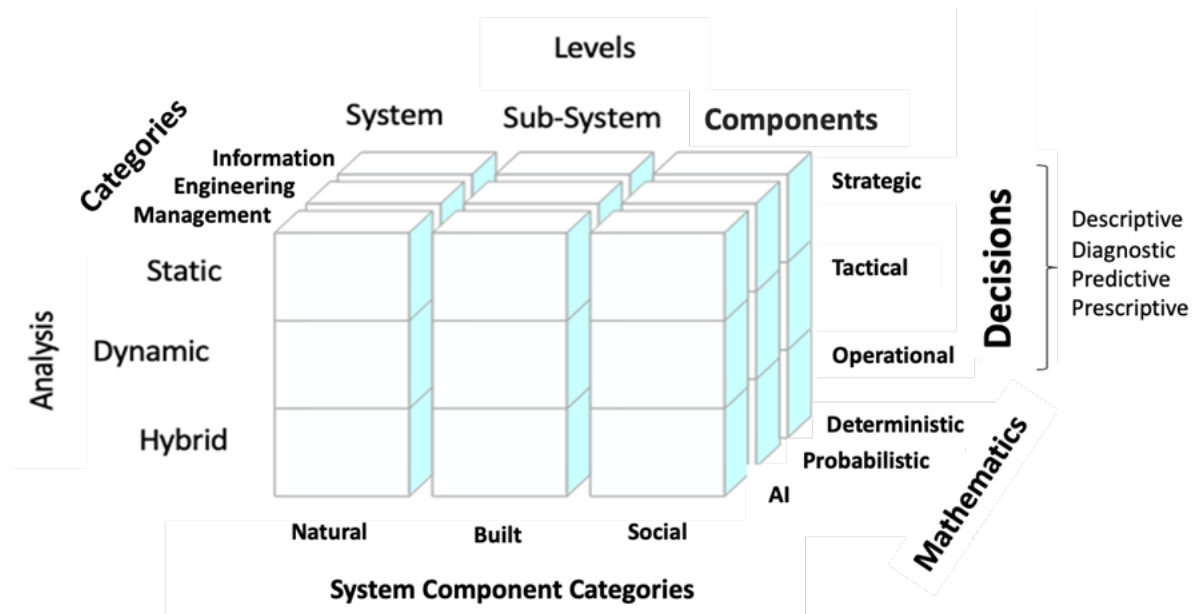 Levels
System
Sub-System
Components
Categories
Information
Engineering
Management
Analysis
Static
Dynamic
Hybrid
Strategic
Tactical
Operational
Decisions
Descriptive
Diagnostic
Predictive
Prescriptive
Deterministic
Probabilistic
AI
Mathematics
Natural
Built
Social
System Component Categories